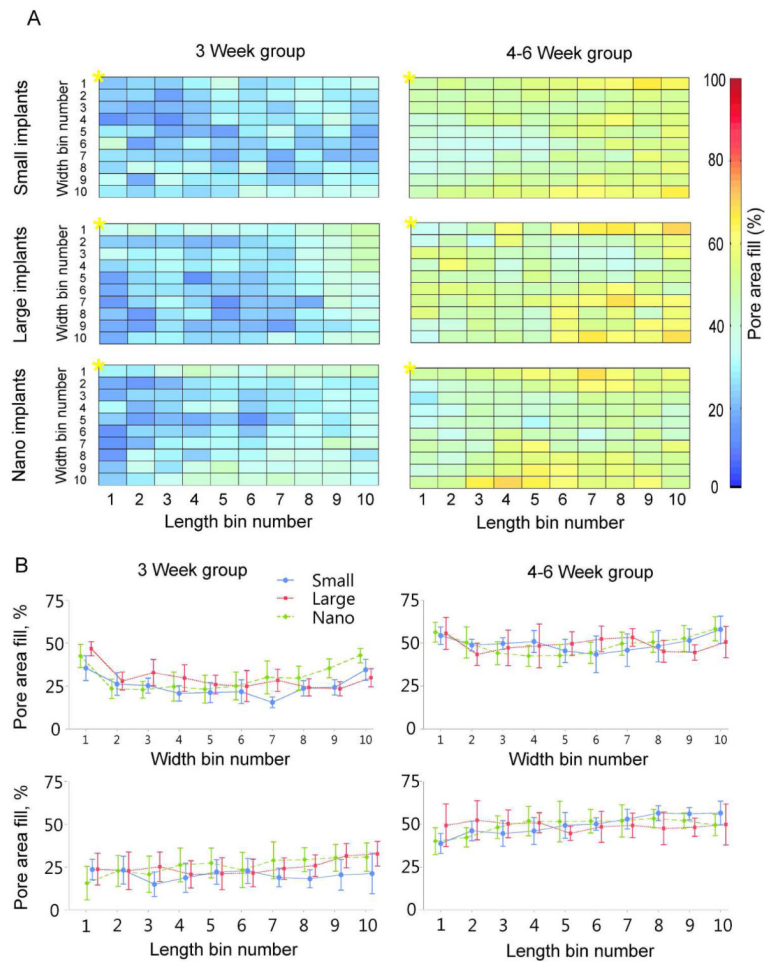 A
3 Week group
4-6 Week group
Small implants
Width bin number
1
2
3
4
5
6
7
8
9
10
Large implants
Width bin number
1
2
3
4
5
6
7
8
9
10
Nano implants
Width bin number
1
2
3
4
5
6
7
8
9
10
1 2 3 4 5 6 7 8 9 10
Length bin number
1 2 3 4 5 6 7 8 9 10
Length bin number
100
80
60
40
20
0
Pore area fill (%)
B
3 Week group
4-6 Week group
Small
Large
Nano
Pore area fill, %
75
50
25
0
1 2 3 4 5 6 7 8 9 10
Width bin number
75
50
25
0
1 2 3 4 5 6 7 8 9 10
Width bin number
Pore area fill, %
75
50
25
0
1 2 3 4 5 6 7 8 9 10
Length bin number
75
50
25
0
1 2 3 4 5 6 7 8 9 10
Length bin number